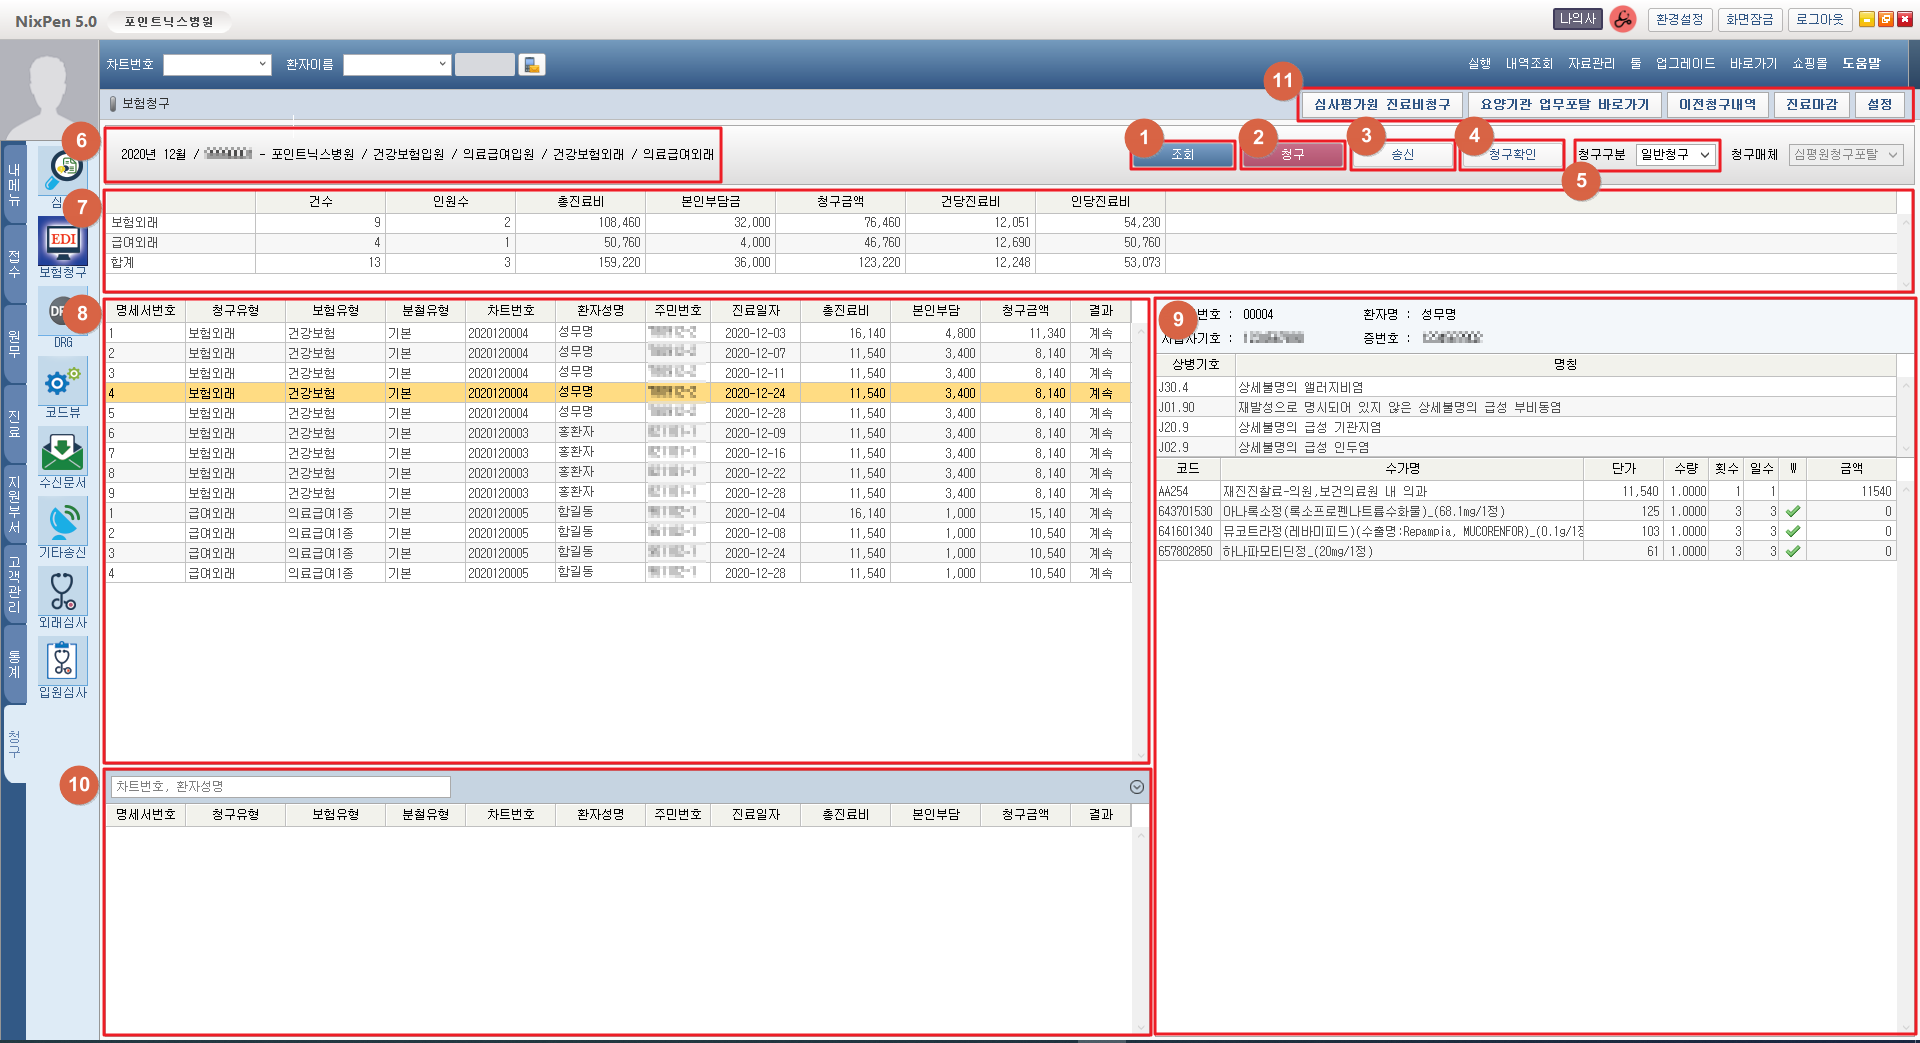 NixPen 5.0 포인트닉스병원 나의사 환경설정 화면잠금 로그아웃
차트번호 환자이름 실행 내역조회 자료관리 툴 업그레이드 바로가기 쇼핑몰 도움말
보험청구 11 심사평가원 진료비청구 요양기관 업무포탈 바로가기 이전청구내역 진료마감 설정
6 2020년 12월 / - 포인트닉스병원 / 건강보험입원 / 의료급여입원 / 건강보험외래 / 의료급여외래
1 조회 2 청구 3 송신 4 청구확인 5 청구구분 일반청구 청구매체 심평원청구포탈
내메뉴
접수
원무
진료
지원부서
고객관리
통계
청구
심
EDI
보험청구
DRG
코드뷰
수신문서
기타송신
외래심사
입원심사
7 건수 인원수 총진료비 본인부담금 청구금액 건당진료비 인당진료비
보험외래 9 2 108,460 32,000 76,460 12,051 54,230
급여외래 4 1 50,760 4,000 46,760 12,690 50,760
합계 13 3 159,220 36,000 123,220 12,248 53,073
8 명세서번호 청구유형 보험유형 분철유형 차트번호 환자성명 주민번호 진료일자 총진료비 본인부담 청구금액 결과
1 보험외래 건강보험 기본 2020120004 성무명 2020-12-03 16,140 4,800 11,340 계속
2 보험외래 건강보험 기본 2020120004 성무명 2020-12-07 11,540 3,400 8,140 계속
3 보험외래 건강보험 기본 2020120004 성무명 2020-12-11 11,540 3,400 8,140 계속
4 보험외래 건강보험 기본 2020120004 성무명 2020-12-24 11,540 3,400 8,140 계속
5 보험외래 건강보험 기본 2020120004 성무명 2020-12-28 11,540 3,400 8,140 계속
6 보험외래 건강보험 기본 2020120003 홍환자 2020-12-09 11,540 3,400 8,140 계속
7 보험외래 건강보험 기본 2020120003 홍환자 2020-12-16 11,540 3,400 8,140 계속
8 보험외래 건강보험 기본 2020120003 홍환자 2020-12-22 11,540 3,400 8,140 계속
9 보험외래 건강보험 기본 2020120003 홍환자 2020-12-28 11,540 3,400 8,140 계속
1 급여외래 의료급여1종 기본 2020120005 함길동 2020-12-04 16,140 1,000 15,140 계속
2 급여외래 의료급여1종 기본 2020120005 함길동 2020-12-08 11,540 1,000 10,540 계속
3 급여외래 의료급여1종 기본 2020120005 함길동 2020-12-24 11,540 1,000 10,540 계속
4 급여외래 의료급여1종 기본 2020120005 함길동 2020-12-28 11,540 1,000 10,540 계속
9 번호 : 00004 환자명 : 성무명
사업자기호 : 증번호 :
상병기호 명칭
J30.4 상세불명의 앨러지비염
J01.90 재발성으로 명시되어 있지 않은 상세불명의 급성 부비동염
J20.9 상세불명의 급성 기관지염
J02.9 상세불명의 급성 인두염
코드 수가명 단가 수량 횟수 일수 W 금액
AA254 재진진찰료-의원,보건의료원 내 의과 11,540 1.0000 1 1 11540
643701530 아나록소정(록소프로펜나트륨수화물)_(68.1mg/1정) 125 1.0000 3 3 0
641601340 뮤코트라정(레바미피드)(수출명:Repampia, MUCORENFOR)_(0.1g/1정 103 1.0000 3 3 0
657802850 하나파모티딘정_(20mg/1정) 61 1.0000 3 3 0
10 차트번호, 환자성명
명세서번호 청구유형 보험유형 분철유형 차트번호 환자성명 주민번호 진료일자 총진료비 본인부담 청구금액 결과